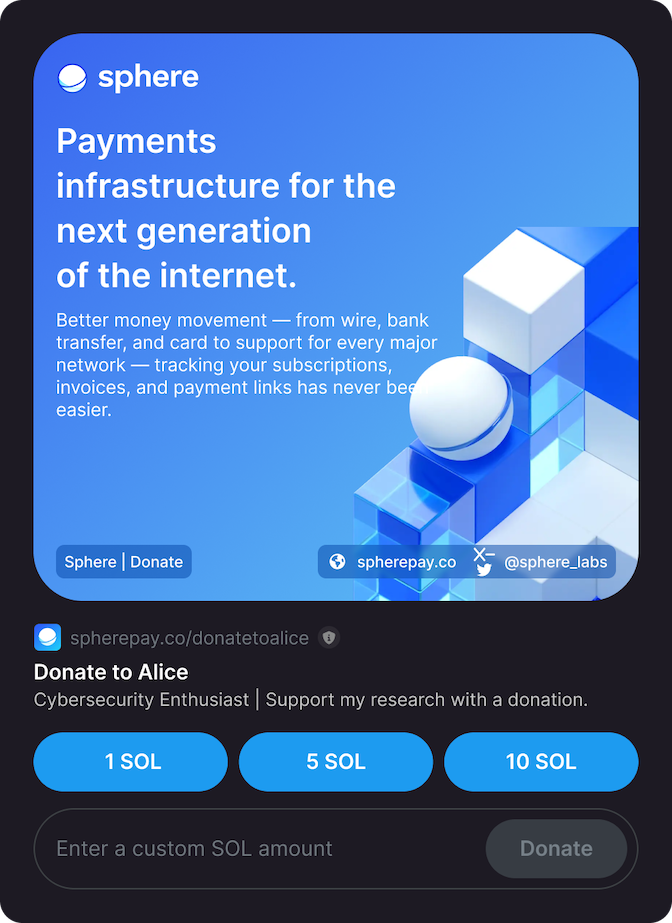 sphere
Payments
infrastructure for the
next generation
of the internet.
Better money movement — from wire, bank
transfer, and card to support for every major
network — tracking your subscriptions,
invoices, and payment links has never been
easier.
Sphere | Donate
spherepay.co
@sphere_labs
spherepay.co/donatetoalice
Donate to Alice
Cybersecurity Enthusiast | Support my research with a donation.
1 SOL
5 SOL
10 SOL
Enter a custom SOL amount
Donate